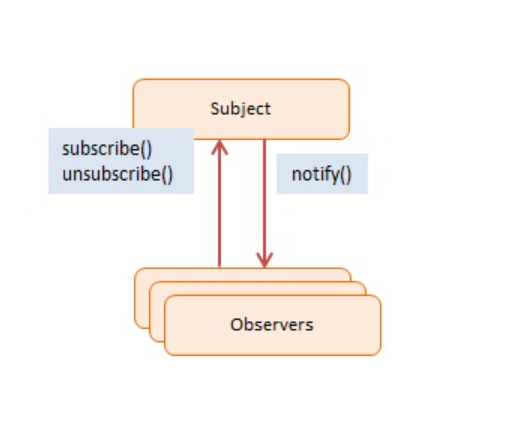 Subject
subscribe()
unsubscribe()
notify()
Observers